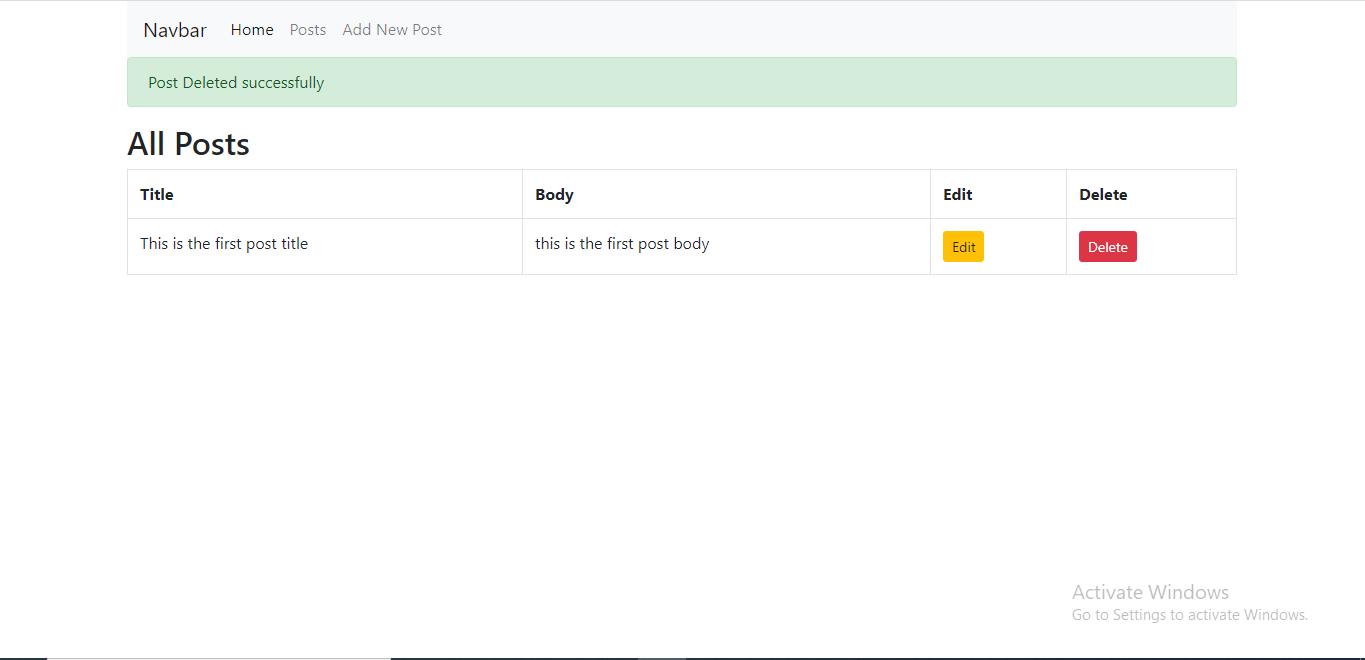 Navbar Home Posts Add New Post
Post Deleted successfully
All Posts
Title Body Edit Delete
This is the first post title this is the first post body Edit Delete
Activate Windows
Go to Settings to activate Windows.